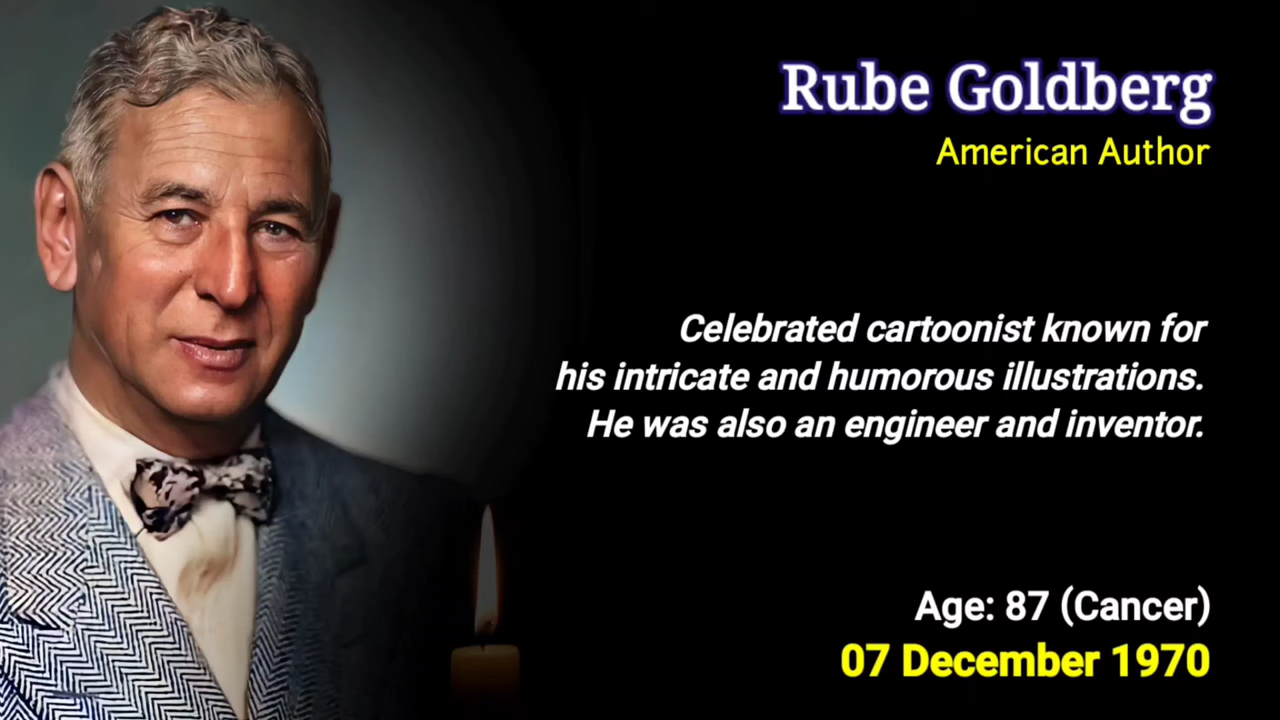 Rube Goldberg
American Author
Celebrated cartoonist known for
his intricate and humorous illustrations.
He was also an engineer and inventor.
Age: 87 (Cancer)
07 December 1970